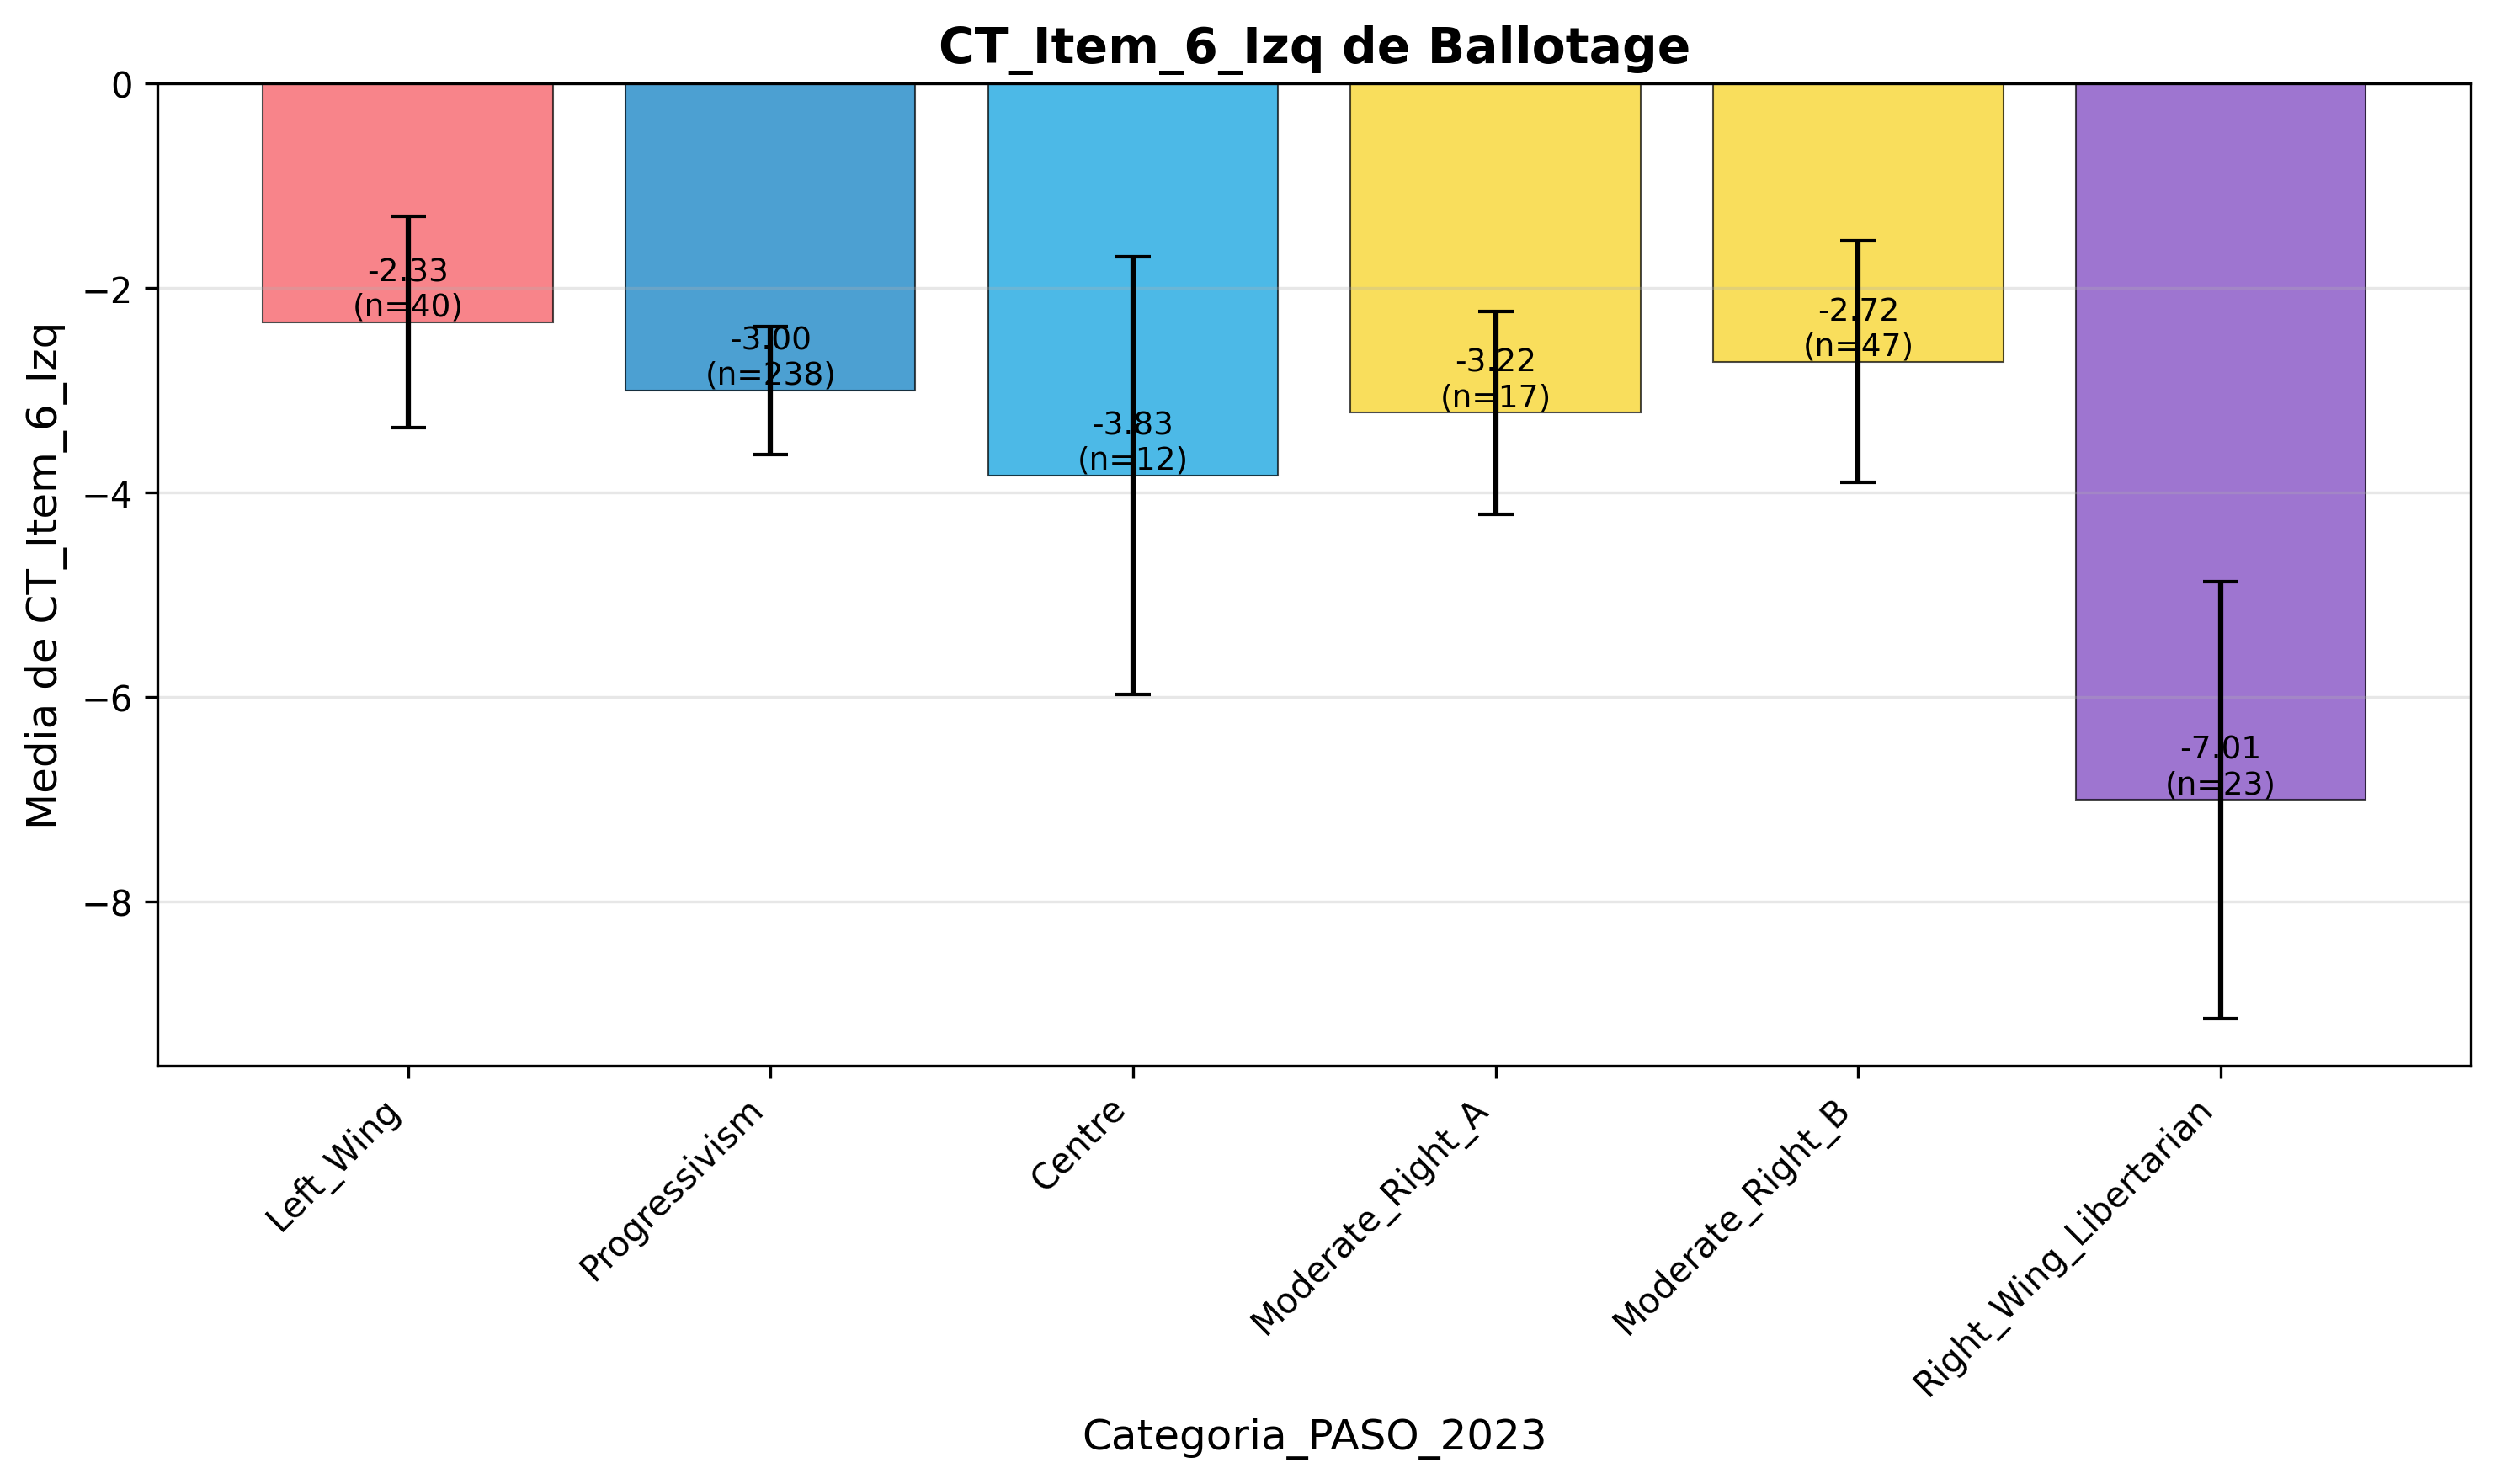 CT_Item_6_Izq de Ballotage
Media de CT_Item_6_Izq
0
−2
−4
−6
−8
-2.33
(n=40)
-3.00
(n=238)
-3.83
(n=12)
-3.22
(n=17)
-2.72
(n=47)
-7.01
(n=23)
Left_Wing
Progressivism
Centre
Moderate_Right_A
Moderate_Right_B
Right_Wing_Libertarian
Categoria_PASO_2023